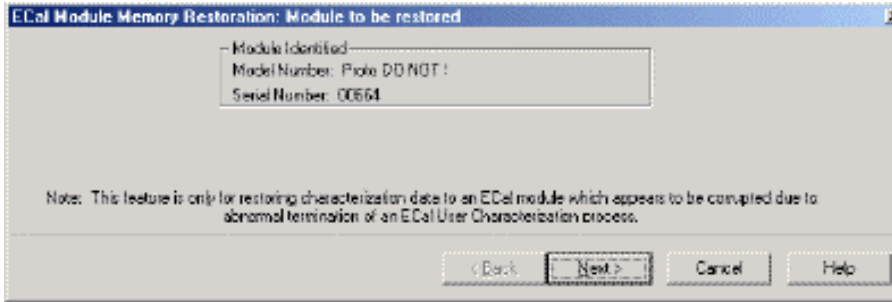 ECal Module Memory Restoration: Module to be restored
Module Identified
Model Number: Proto DO NOT !
Serial Number: 00664
Note: This feature is only for restoring characterization data to an ECal module which appears to be corrupted due to
abnormal termination of an ECal User Characterization process.
< Back Next > Cancel Help